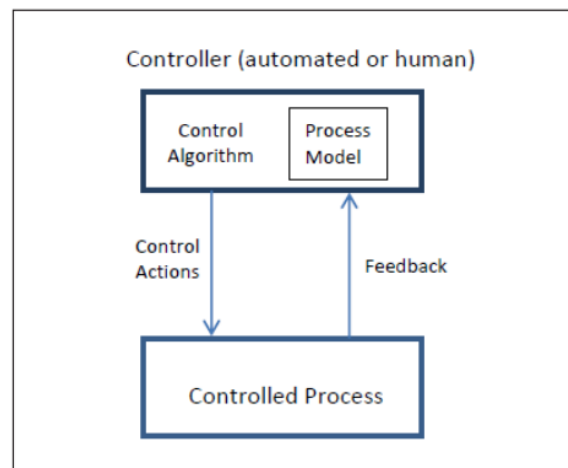 Controller (automated or human)
Control
Algorithm
Process
Model
Control
Actions
Feedback
Controlled Process